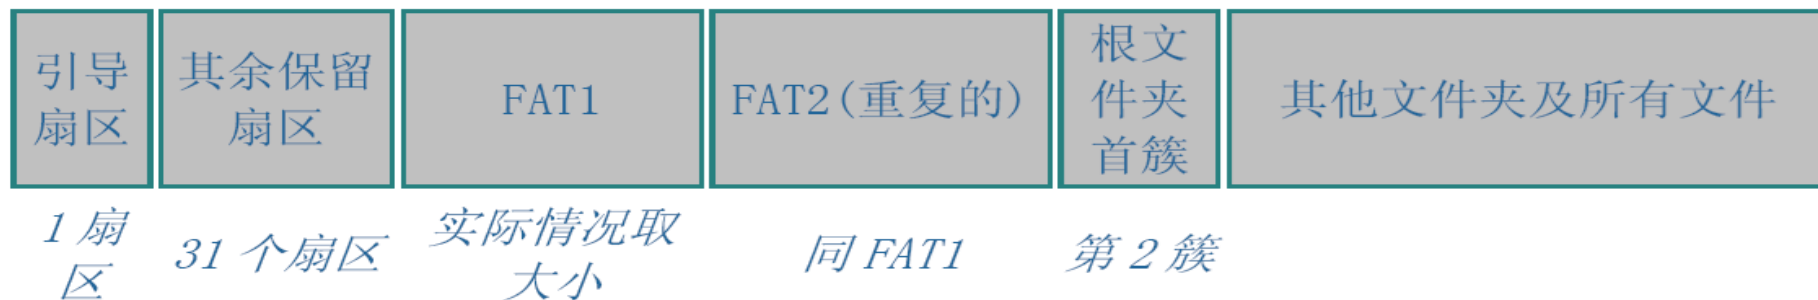 引导
扇区
其余保留
扇区
FAT1
FAT2(重复的)
根文
件夹
首簇
其他文件夹及所有文件
1 扇
区
31 个扇区
实际情况取
大小
同 FAT1
第 2 簇